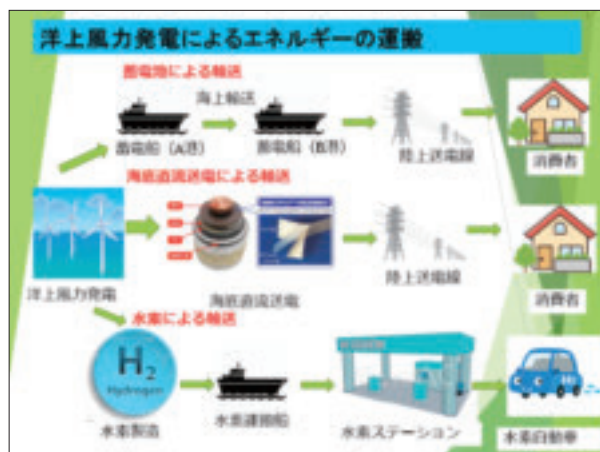 洋上風力発電によるエネルギーの運搬
蓄電池による輸送
海上輸送
蓄電船（A港）
蓄電船（B港）
陸上送電線
消費者
海底直流送電による輸送
洋上風力発電
海底直流送電
陸上送電線
消費者
水素による輸送
H2
Hydrogen
水素製造
水素運搬船
水素ステーション
水素自動車